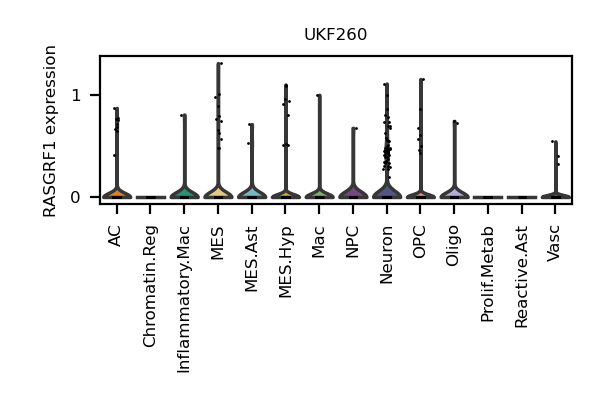 UKF260
RASGRF1 expression
1
0
AC
Chromatin.Reg
Inflammatory.Mac
MES
MES.Ast
MES.Hyp
Mac
NPC
Neuron
OPC
Oligo
Prolif.Metab
Reactive.Ast
Vasc